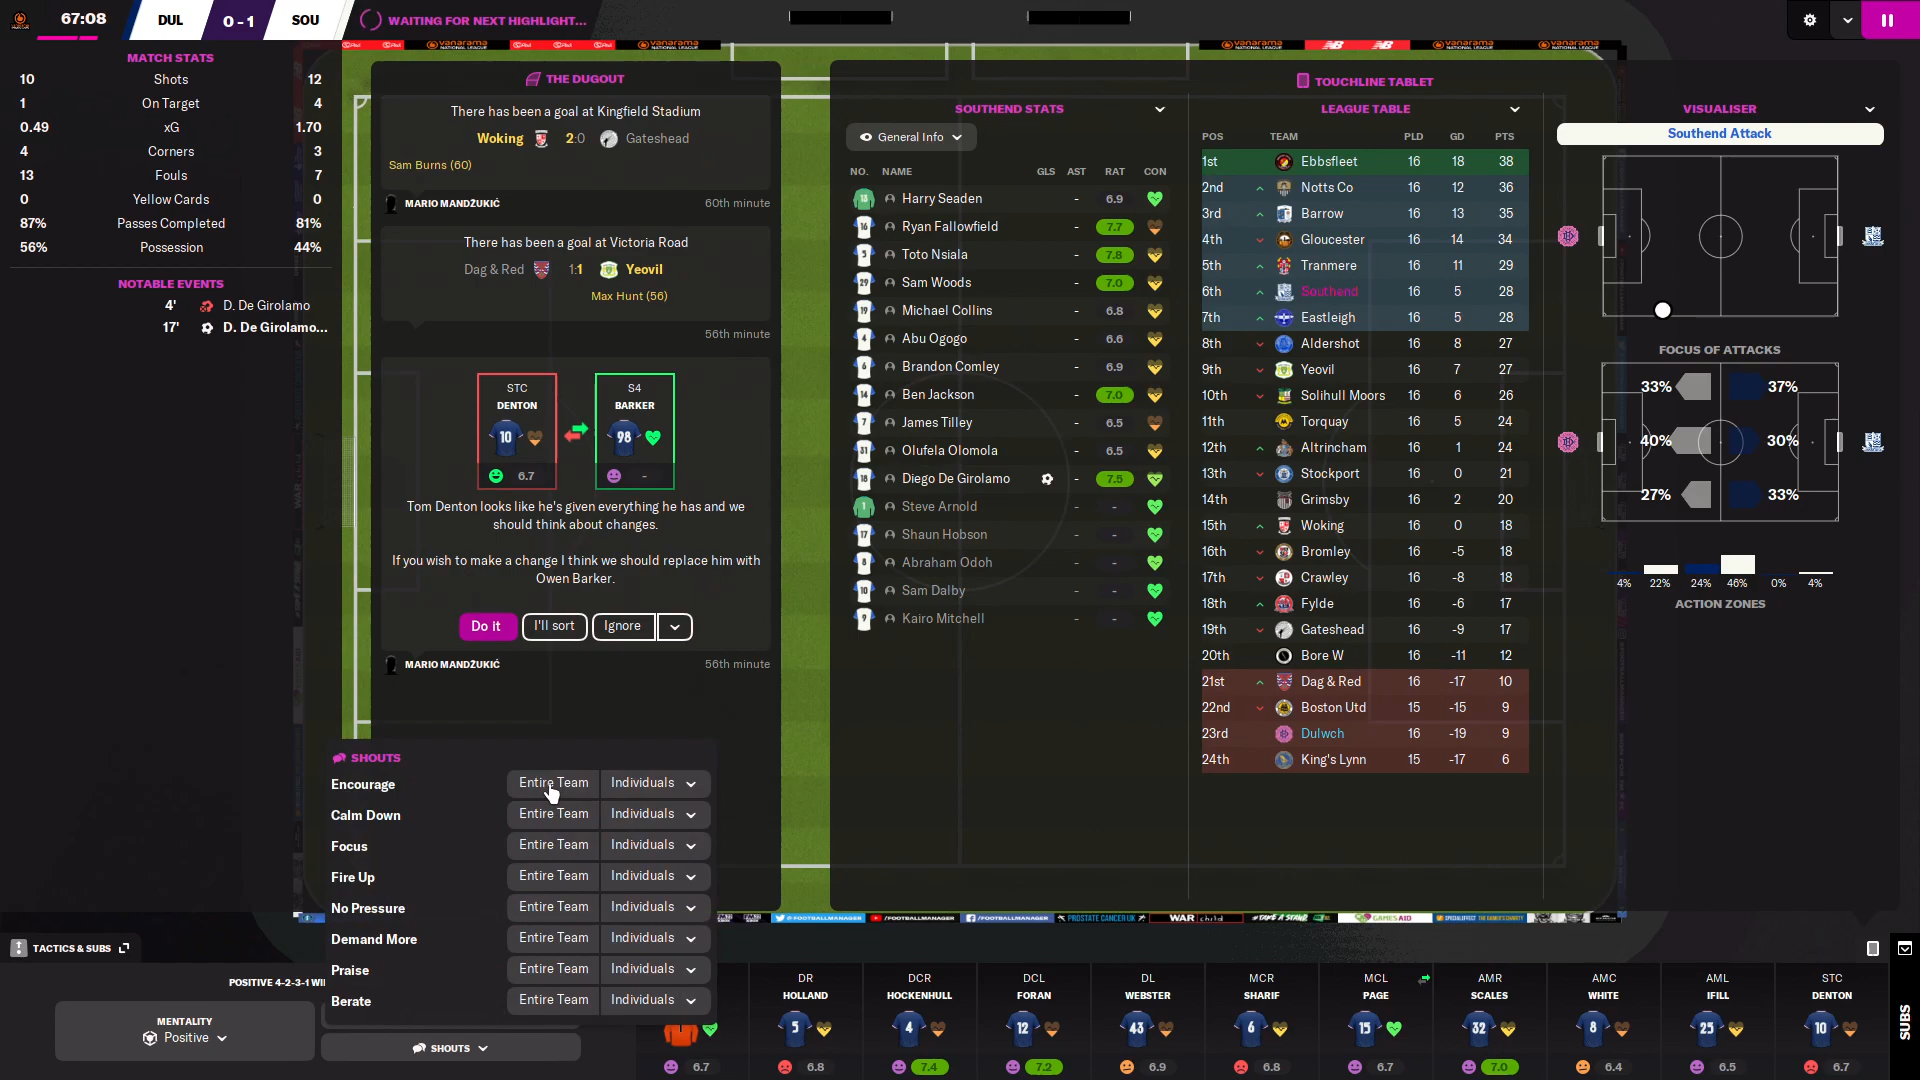 67:08 DUL 0 - 1 SOU WAITING FOR NEXT HIGHLIGHT...
MATCH STATS
10 Shots 12
1 On Target 4
0.49 xG 1.70
4 Corners 3
13 Fouls 7
0 Yellow Cards 0
87% Passes Completed 81%
56% Possession 44%
NOTABLE EVENTS
4' D. De Girolamo
17' D. De Girolamo...
THE DUGOUT
There has been a goal at Kingfield Stadium
Woking 2:0 Gateshead
Sam Burns (60)
MARIO MANDŽUKIĆ 60th minute
There has been a goal at Victoria Road
Dag & Red 1:1 Yeovil
Max Hunt (56)
56th minute
STC S4
DENTON BARKER
10 98
6.7 -
Tom Denton looks like he's given everything he has and we
should think about changes.
If you wish to make a change I think we should replace him with
Owen Barker.
Do it I'll sort Ignore
MARIO MANDŽUKIĆ 56th minute
SHOUTS
Encourage Entire Team Individuals
Calm Down Entire Team Individuals
Focus Entire Team Individuals
Fire Up Entire Team Individuals
No Pressure Entire Team Individuals
Demand More Entire Team Individuals
Praise Entire Team Individuals
Berate Entire Team Individuals
TOUCHLINE TABLET
SOUTHEND STATS
General Info
NO. NAME GLS AST RAT CON
13 Harry Seaden - 6.9
16 Ryan Fallowfield - 7.7
5 Toto Nsiala - 7.8
29 Sam Woods - 7.0
19 Michael Collins - 6.8
4 Abu Ogogo - 6.6
6 Brandon Comley - 6.9
14 Ben Jackson - 7.0
7 James Tilley - 6.5
31 Olufela Olomola - 6.5
18 Diego De Girolamo - 7.5
1 Steve Arnold - -
17 Shaun Hobson - -
8 Abraham Odoh - -
10 Sam Dalby - -
9 Kairo Mitchell - -
LEAGUE TABLE
POS TEAM PLD GD PTS
1st Ebbsfleet 16 18 38
2nd Notts Co 16 12 36
3rd Barrow 16 13 35
4th Gloucester 16 14 34
5th Tranmere 16 11 29
6th Southend 16 5 28
7th Eastleigh 16 5 28
8th Aldershot 16 8 27
9th Yeovil 16 7 27
10th Solihull Moors 16 6 26
11th Torquay 16 5 24
12th Altrincham 16 1 24
13th Stockport 16 0 21
14th Grimsby 16 2 20
15th Woking 16 0 18
16th Bromley 16 -5 18
17th Crawley 16 -8 18
18th Fylde 16 -6 17
19th Gateshead 16 -9 17
20th Bore W 16 -11 12
21st Dag & Red 16 -17 10
22nd Boston Utd 15 -15 9
23rd Dulwch 16 -19 9
24th King's Lynn 15 -17 6
VISUALISER
Southend Attack
FOCUS OF ATTACKS
33% 37%
40% 30%
27% 33%
4% 22% 24% 46% 0% 4%
ACTION ZONES
TACTICS & SUBS
POSITIVE 4-2-3-1 WI
MENTALITY
Positive
SHOUTS
DR DCR DCL DL MCR MCL AMR AMC AML STC
HOLLAND HOCKENHULL FORAN WEBSTER SHARIF PAGE SCALES WHITE IFILL DENTON
1 5 4 12 43 6 15 32 8 25 10
6.7 6.8 7.4 7.2 6.9 6.8 6.7 7.0 6.4 6.5 6.7
SUBS